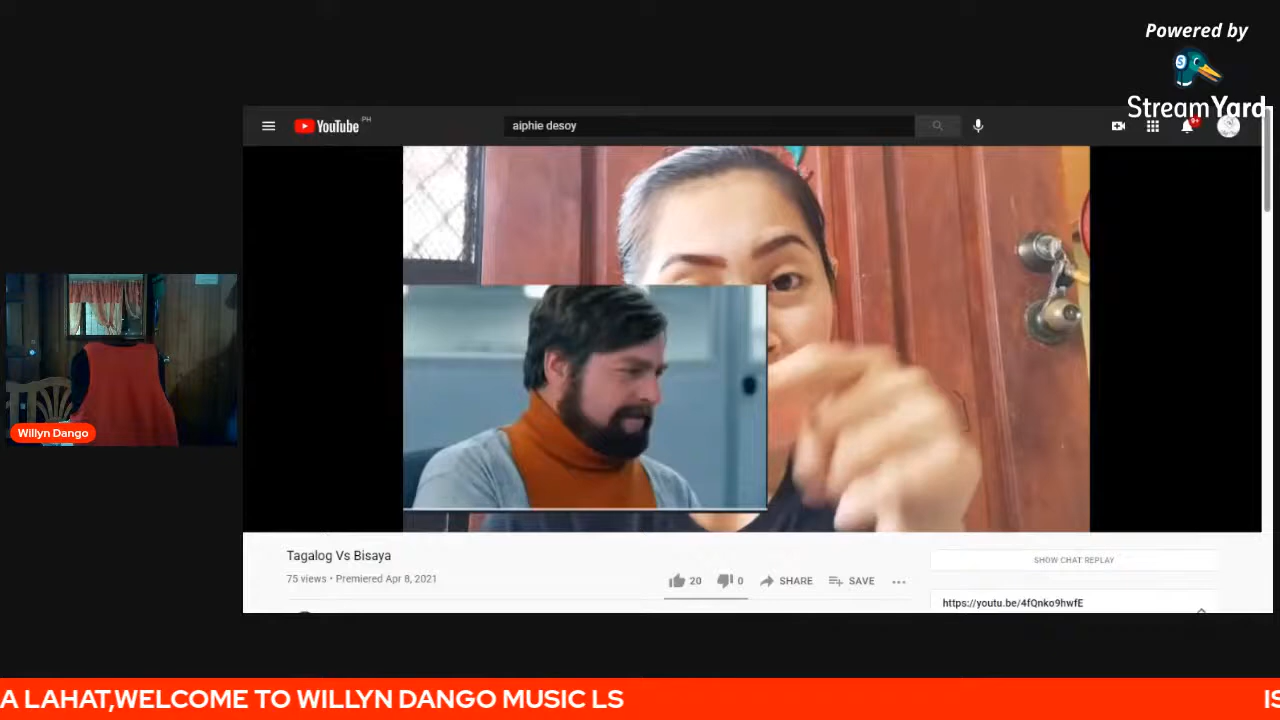 Powered by
StreamYard
YouTube PH
aiphie desoy
9+
Willyn Dango
Tagalog Vs Bisaya
75 views • Premiered Apr 8, 2021
20
0
SHARE
SAVE
SHOW CHAT REPLAY
https://youtu.be/4fQnko9hwfE
A LAHAT,WELCOME TO WILLYN DANGO MUSIC LS
IS